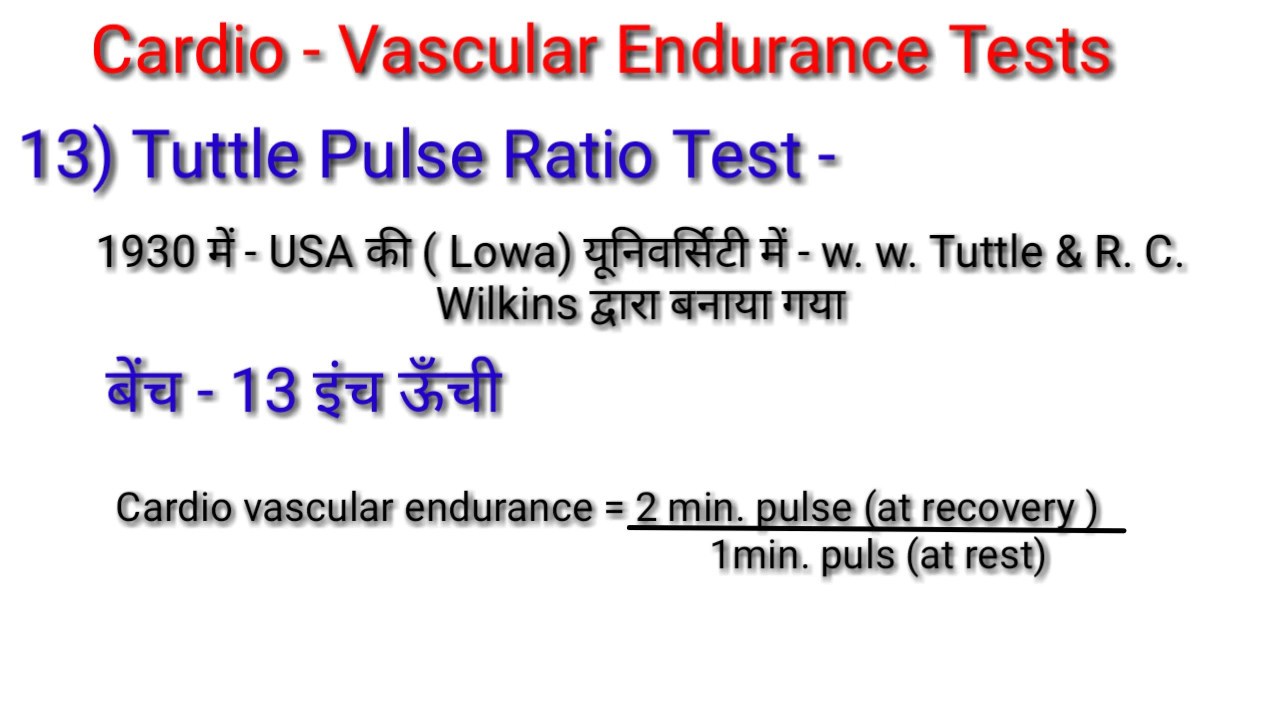 Cardio - Vascular Endurance Tests
13) Tuttle Pulse Ratio Test -
1930 में - USA की ( Lowa) यूनिवर्सिटी में - w. w. Tuttle & R. C.
Wilkins द्वारा बनाया गया
बेंच - 13 इंच ऊँची
Cardio vascular endurance = 2 min. pulse (at recovery )
1min. puls (at rest)